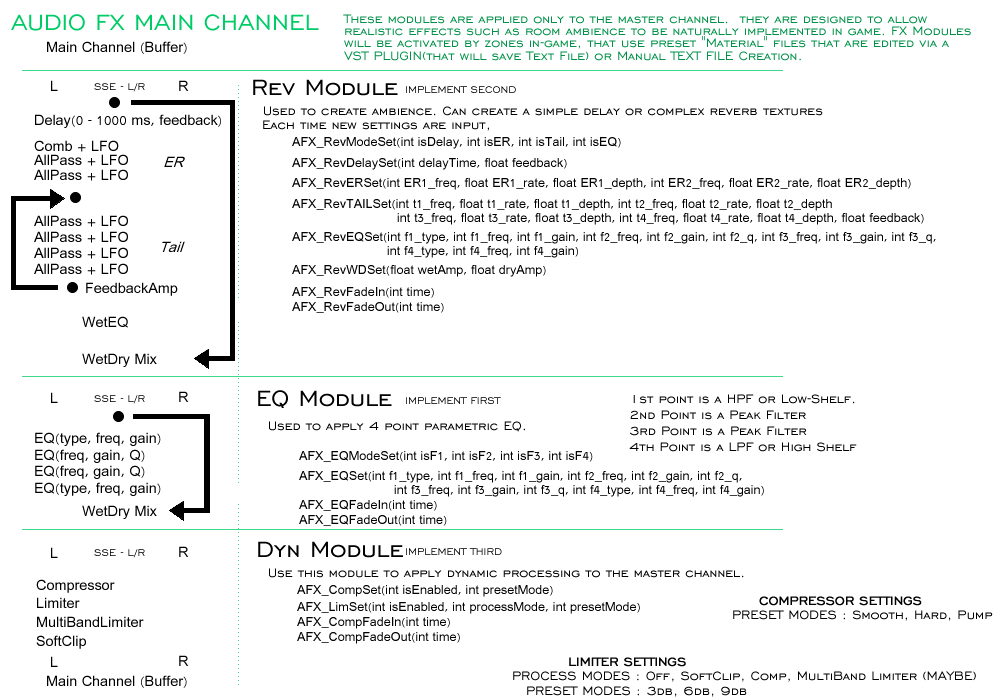 AUDIO FX MAIN CHANNEL
Main Channel (Buffer)
THESE MODULES ARE APPLIED ONLY TO THE MASTER CHANNEL, THEY ARE DESIGNED TO ALLOW
REALISTIC EFFECTS SUCH AS ROOM AMBIENCE TO BE NATURALLY IMPLEMENTED IN GAME. FX MODULES
WILL BE ACTIVATED BY ZONES IN-GAME, THAT USE PRESET "MATERIAL" FILES THAT ARE EDITED VIA A
VST PLUGIN(THAT WILL SAVE TEXT FILE) OR MANUAL TEXT FILE CREATION.
L SSE - L/R R
Delay(0 - 1000 ms, feedback)
Comb + LFO
AllPass + LFO ER
AllPass + LFO
AllPass + LFO
AllPass + LFO
AllPass + LFO Tail
AllPass + LFO
FeedbackAmp
WetEQ
WetDry Mix
REV MODULE IMPLEMENT SECOND
USED TO CREATE AMBIENCE. CAN CREATE A SIMPLE DELAY OR COMPLEX REVERB TEXTURES
EACH TIME NEW SETTINGS ARE INPUT,
AFX_RevModeSet(int isDelay, int isER, int isTail, int isEQ)
AFX_RevDelaySet(int delayTime, float feedback)
AFX_RevERSet(int ER1_freq, float ER1_rate, float ER1_depth, int ER2_freq, float ER2_rate, float ER2_depth)
AFX_RevTAILSet(int t1_freq, float t1_rate, float t1_depth, int t2_freq, float t2_rate, float t2_depth
int t3_freq, float t3_rate, float t3_depth, int t4_freq, float t4_rate, float t4_depth, float feedback)
AFX_RevEQSet(int f1_type, int f1_freq, int f1_gain, int f2_freq, int f2_gain, int f2_q, int f3_freq, int f3_gain, int f3_q,
int f4_type, int f4_freq, int f4_gain)
AFX_RevWDSet(float wetAmp, float dryAmp)
AFX_RevFadeIn(int time)
AFX_RevFadeOut(int time)
L SSE - L/R R
EQ(type, freq, gain)
EQ(freq, gain, Q)
EQ(freq, gain, Q)
EQ(type, freq, gain)
WetDry Mix
EQ MODULE IMPLEMENT FIRST
USED TO APPLY 4 POINT PARAMETRIC EQ.
1ST POINT IS A HPF OR LOW-SHELF.
2ND POINT IS A PEAK FILTER
3RD POINT IS A PEAK FILTER
4TH POINT IS A LPF OR HIGH SHELF
AFX_EQModeSet(int isF1, int isF2, int isF3, int isF4)
AFX_EQSet(int f1_type, int f1_freq, int f1_gain, int f2_freq, int f2_gain, int f2_q,
int f3_freq, int f3_gain, int f3_q, int f4_type, int f4_freq, int f4_gain)
AFX_EQFadeIn(int time)
AFX_EQFadeOut(int time)
L SSE - L/R R
Compressor
Limiter
MultiBandLimiter
SoftClip
L R
Main Channel (Buffer)
DYN MODULE IMPLEMENT THIRD
USE THIS MODULE TO APPLY DYNAMIC PROCESSING TO THE MASTER CHANNEL.
AFX_CompSet(int isEnabled, int presetMode)
AFX_LimSet(int isEnabled, int processMode, int presetMode)
AFX_CompFadeIn(int time)
AFX_CompFadeOut(int time)
COMPRESSOR SETTINGS
PRESET MODES : SMOOTH, HARD, PUMP
LIMITER SETTINGS
PROCESS MODES : OFF, SOFTCLIP, COMP, MULTIBAND LIMITER (MAYBE)
PRESET MODES : 3DB, 6DB, 9DB